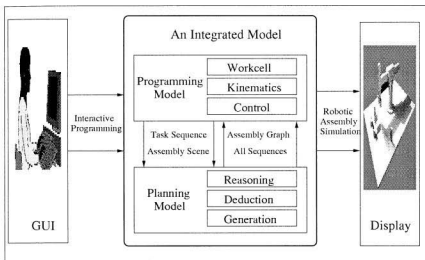 An Integrated Model
Programming
Model
Workcell
Kinematics
Control
Interactive
Programming
Task Sequence
Assembly Scene
Assembly Graph
All Sequences
Robotic
Assembly
Simulation
Planning
Model
Reasoning
Deduction
Generation
GUI
Display